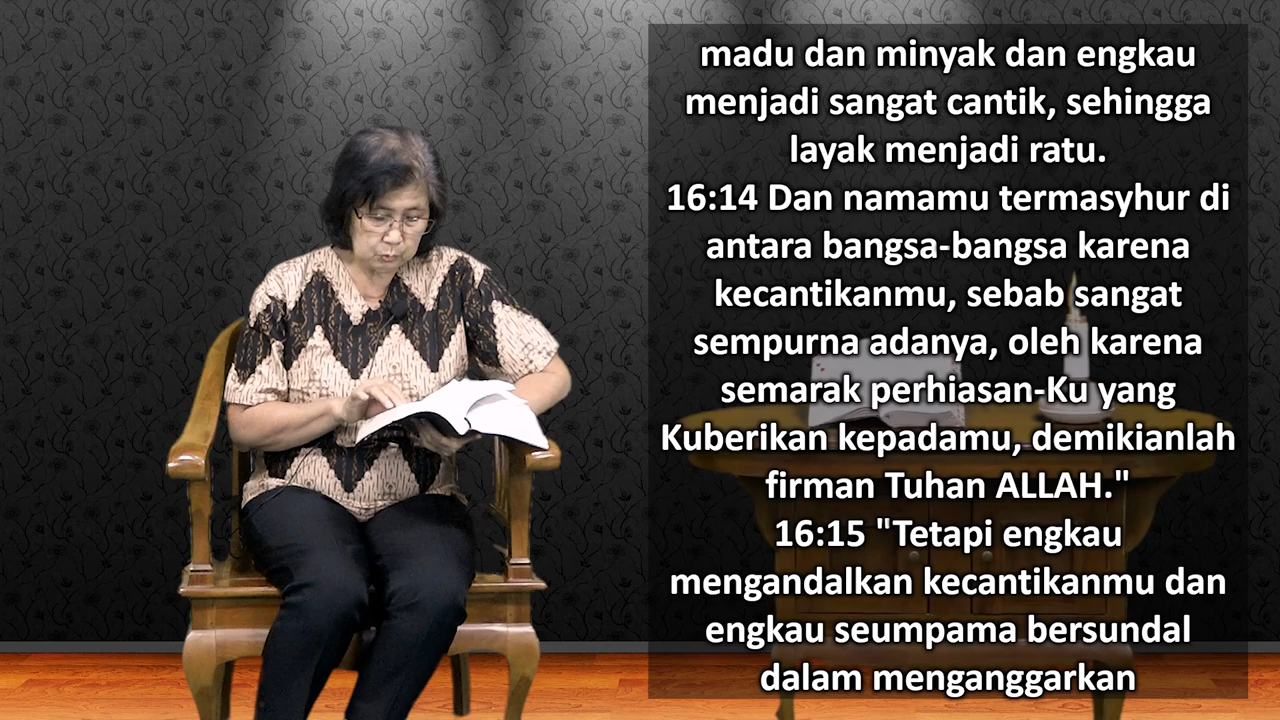 madu dan minyak dan engkau
menjadi sangat cantik, sehingga
layak menjadi ratu.
16:14 Dan namamu termasyhur di
antara bangsa-bangsa karena
kecantikanmu, sebab sangat
sempurna adanya, oleh karena
semarak perhiasan-Ku yang
Kuberikan kepadamu, demikianlah
firman Tuhan ALLAH."
16:15 "Tetapi engkau
mengandalkan kecantikanmu dan
engkau seumpama bersundal
dalam menganggarkan